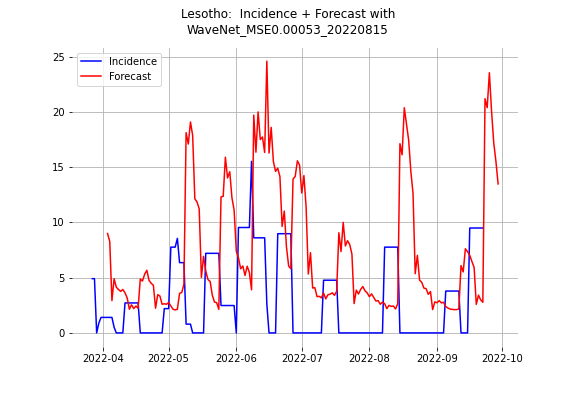 Lesotho:  Incidence + Forecast with
WaveNet_MSE0.00053_20220815
Incidence
Forecast
25
20
15
10
5
0
2022-04 2022-05 2022-06 2022-07 2022-08 2022-09 2022-10